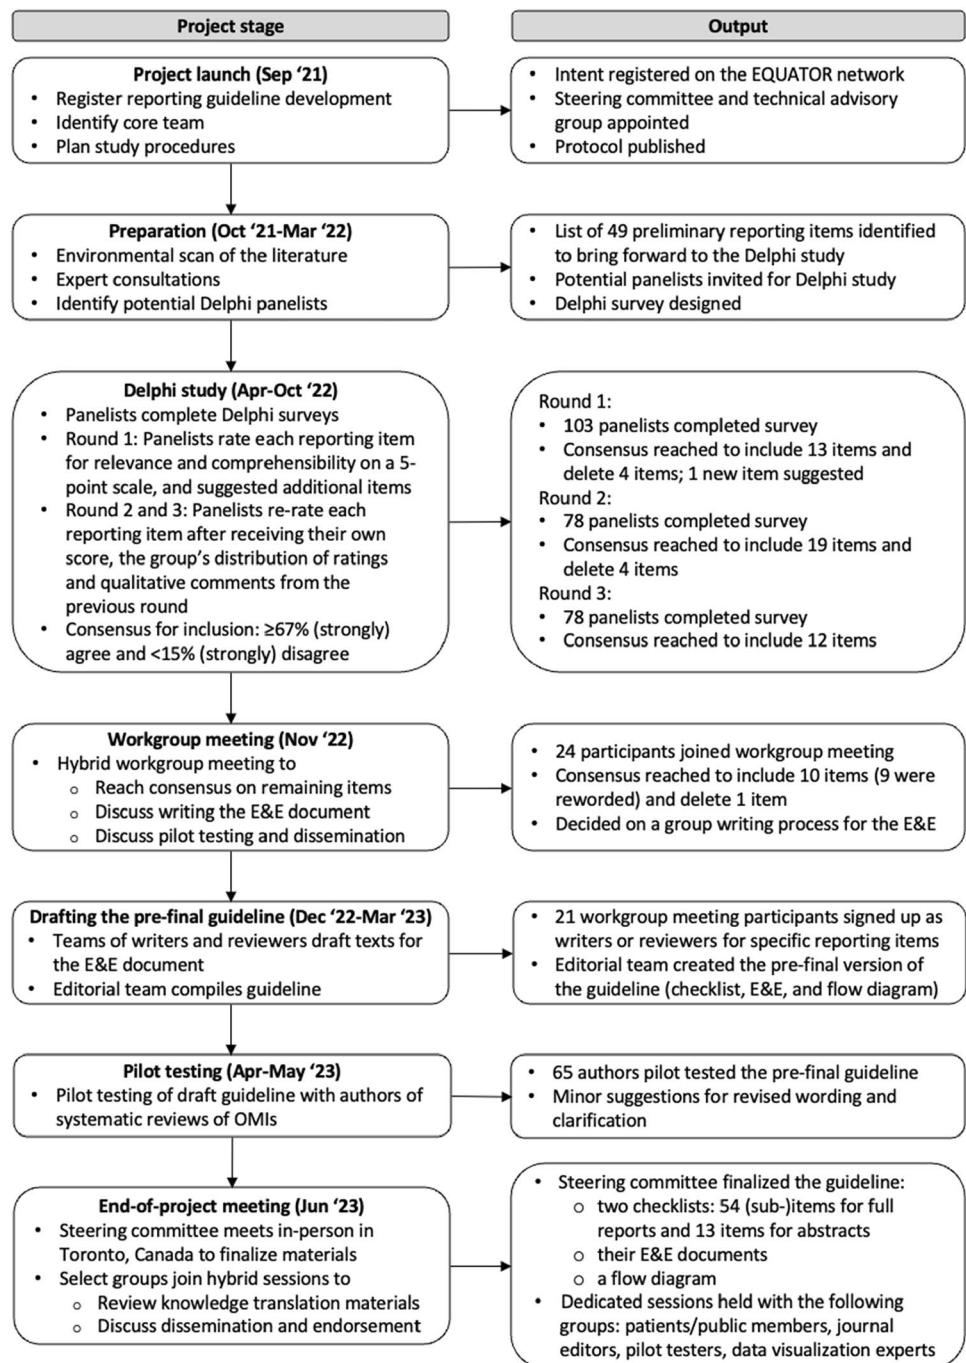 Project stage
Output
Project launch (Sep ‘21)
• Register reporting guideline development
• Identify core team
• Plan study procedures
• Intent registered on the EQUATOR network
• Steering committee and technical advisory
group appointed
• Protocol published
Preparation (Oct ‘21-Mar ‘22)
• Environmental scan of the literature
• Expert consultations
• Identify potential Delphi panelists
• List of 49 preliminary reporting items identified
to bring forward to the Delphi study
• Potential panelists invited for Delphi study
• Delphi survey designed
Delphi study (Apr-Oct ‘22)
• Panelists complete Delphi surveys
• Round 1: Panelists rate each reporting item
for relevance and comprehensibility on a 5-
point scale, and suggested additional items
• Round 2 and 3: Panelists re-rate each
reporting item after receiving their own
score, the group’s distribution of ratings
and qualitative comments from the
previous round
• Consensus for inclusion: ≥67% (strongly)
agree and <15% (strongly) disagree
Round 1:
• 103 panelists completed survey
• Consensus reached to include 13 items and
delete 4 items; 1 new item suggested
Round 2:
• 78 panelists completed survey
• Consensus reached to include 19 items and
delete 4 items
Round 3:
• 78 panelists completed survey
• Consensus reached to include 12 items
Workgroup meeting (Nov ‘22)
• Hybrid workgroup meeting to
o Reach consensus on remaining items
o Discuss writing the E&E document
o Discuss pilot testing and dissemination
• 24 participants joined workgroup meeting
• Consensus reached to include 10 items (9 were
reworded) and delete 1 item
• Decided on a group writing process for the E&E
Drafting the pre-final guideline (Dec ‘22-Mar ‘23)
• Teams of writers and reviewers draft texts for
the E&E document
• Editorial team compiles guideline
• 21 workgroup meeting participants signed up as
writers or reviewers for specific reporting items
• Editorial team created the pre-final version of
the guideline (checklist, E&E, and flow diagram)
Pilot testing (Apr-May ‘23)
• Pilot testing of draft guideline with authors of
systematic reviews of OMIs
• 65 authors pilot tested the pre-final guideline
• Minor suggestions for revised wording and
clarification
End-of-project meeting (Jun ‘23)
• Steering committee meets in-person in
Toronto, Canada to finalize materials
• Select groups join hybrid sessions to
o Review knowledge translation materials
o Discuss dissemination and endorsement
• Steering committee finalized the guideline:
o two checklists: 54 (sub-)items for full
reports and 13 items for abstracts
o their E&E documents
o a flow diagram
• Dedicated sessions held with the following
groups: patients/public members, journal
editors, pilot testers, data visualization experts